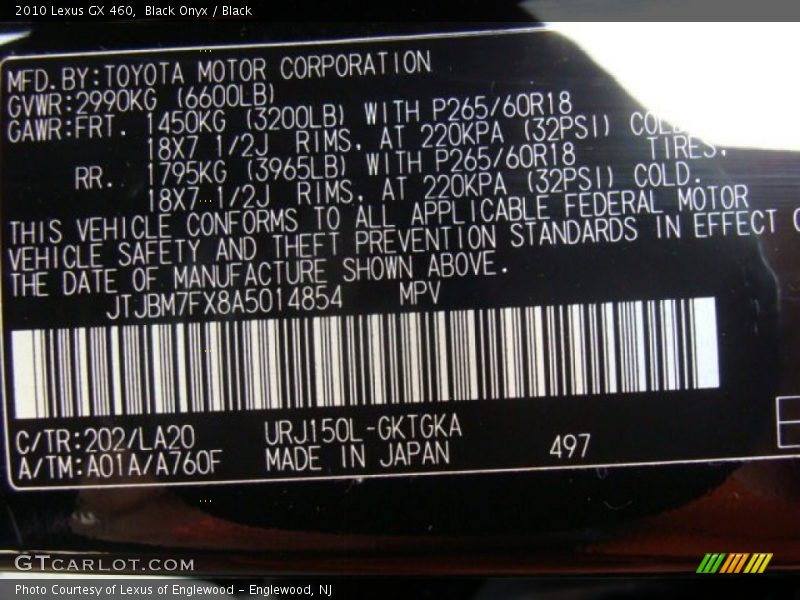 2010 Lexus GX 460, Black Onyx / Black
MFD.BY:TOYOTA MOTOR CORPORATION
GVWR:2990KG (6600LB)
GAWR:FRT. 1450KG (3200LB) WITH P265/60R18
18X7 1/2J RIMS, AT 220KPA (32PSI) COLD
RR. 1795KG (3965LB) WITH P265/60R18 TIRES,
18X7 1/2J RIMS, AT 220KPA (32PSI) COLD.
THIS VEHICLE CONFORMS TO ALL APPLICABLE FEDERAL MOTOR
VEHICLE SAFETY AND THEFT PREVENTION STANDARDS IN EFFECT
THE DATE OF MANUFACTURE SHOWN ABOVE.
JTJBM7FX8A5014854 MPV
C/TR:202/LA20 URJ150L-GKTGKA
A/TM:A01A/A760F MADE IN JAPAN 497
GTCARLOT.COM
Photo Courtesy of Lexus of Englewood - Englewood, NJ